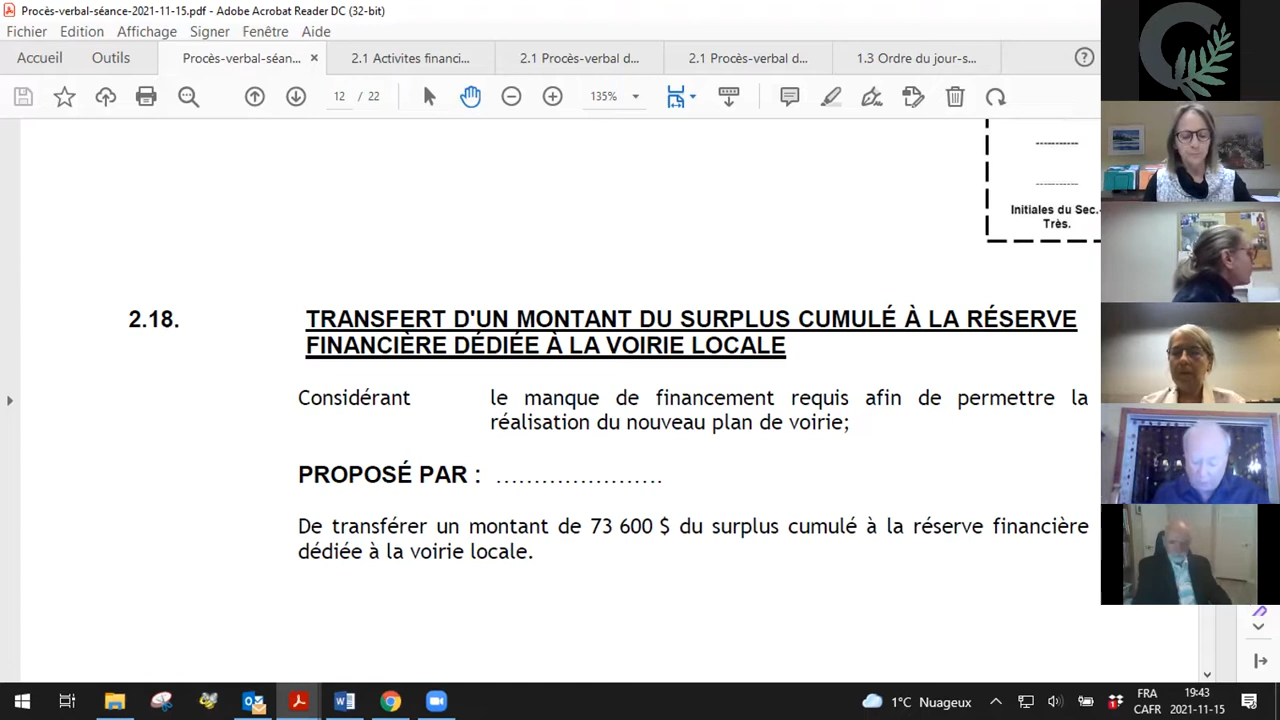 Procès-verbal-séance-2021-11-15.pdf - Adobe Acrobat Reader DC (32-bit)
Fichier Edition Affichage Signer Fenêtre Aide
Accueil Outils Procès-verbal-séan... × 2.1 Activites financi... 2.1 Procès-verbal d... 2.1 Procès-verbal d... 1.3 Ordre du jour-s...
12 / 22 135%
Initiales du Sec.-
Très.
2.18. TRANSFERT D'UN MONTANT DU SURPLUS CUMULÉ À LA RÉSERVE
FINANCIÈRE DÉDIÉE À LA VOIRIE LOCALE
Considérant le manque de financement requis afin de permettre la
réalisation du nouveau plan de voirie;
PROPOSÉ PAR : ......................
De transférer un montant de 73 600 $ du surplus cumulé à la réserve financière
dédiée à la voirie locale.
1°C Nuageux
FRA
CAFR
19:43
2021-11-15